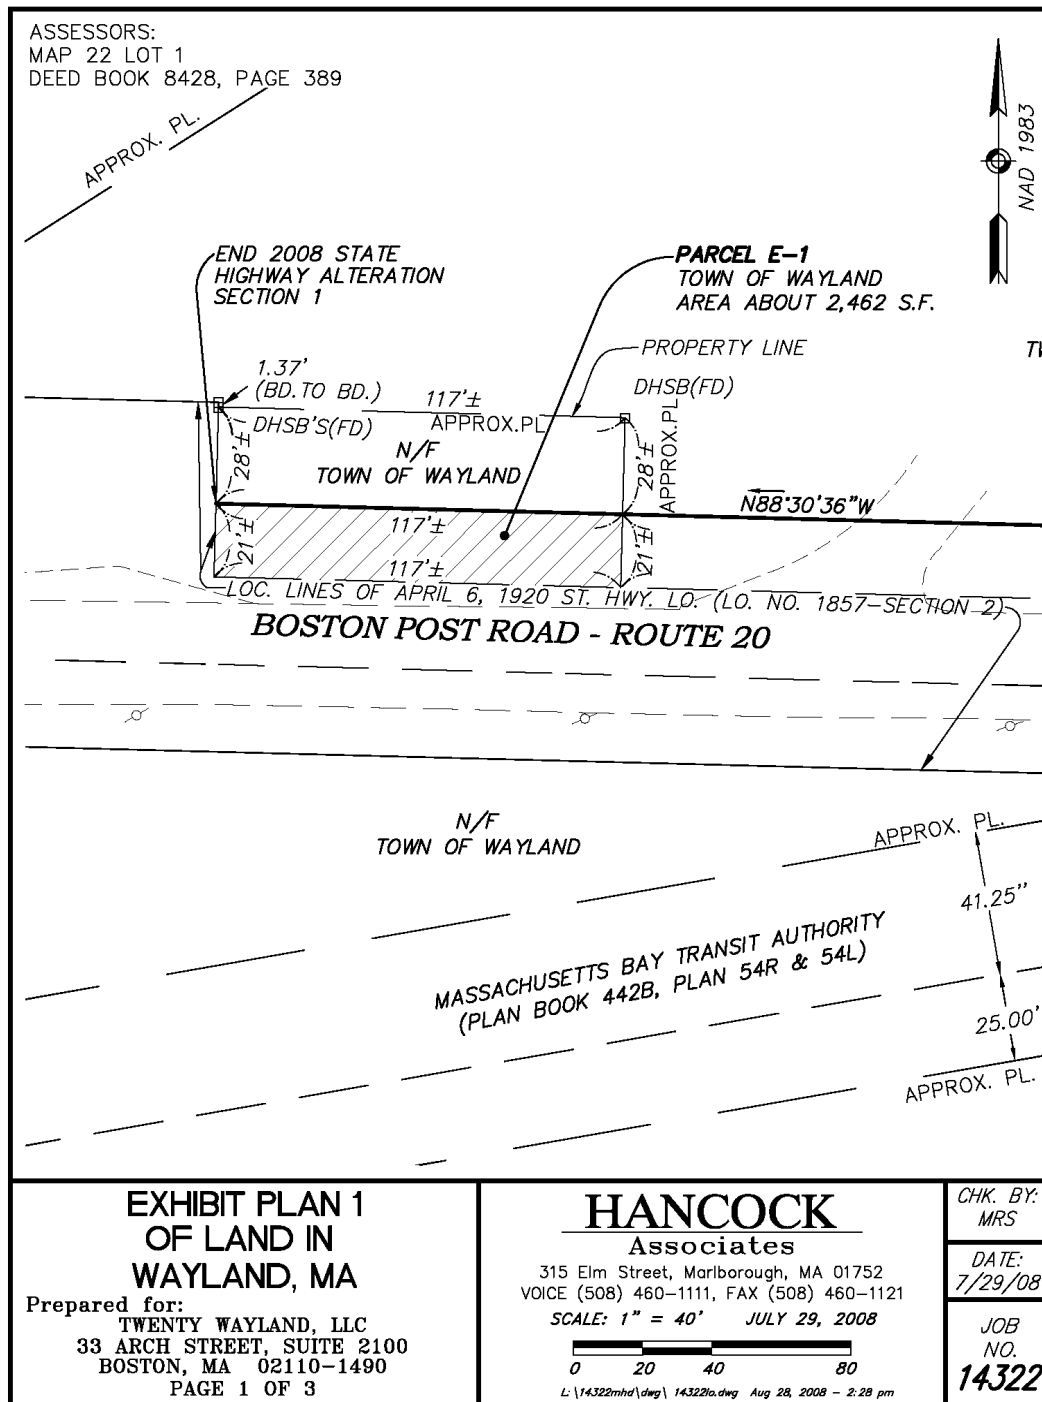 ASSESSORS:
MAP 22 LOT 1
DEED BOOK 8428, PAGE 389
APPROX. PL.
NAD 1983
END 2008 STATE
HIGHWAY ALTERATION
SECTION 1
PARCEL E-1
TOWN OF WAYLAND
AREA ABOUT 2,462 S.F.
PROPERTY LINE
1.37'
(BD.TO BD.)
117'±
DHSB(FD)
DHSB'S(FD)
APPROX.PL
N/F
TOWN OF WAYLAND
28'±
28'±
APPROX.PL
N88°30'36"W
117'±
21'±
21'±
117'±
LOC. LINES OF APRIL 6, 1920 ST. HWY. LO. (LO. NO. 1857-SECTION 2)
BOSTON POST ROAD - ROUTE 20
N/F
TOWN OF WAYLAND
APPROX. PL.
41.25"
MASSACHUSETTS BAY TRANSIT AUTHORITY
(PLAN BOOK 442B, PLAN 54R & 54L)
25.00'
APPROX. PL.
EXHIBIT PLAN 1
OF LAND IN
WAYLAND, MA
Prepared for:
TWENTY WAYLAND, LLC
33 ARCH STREET, SUITE 2100
BOSTON, MA 02110-1490
PAGE 1 OF 3
HANCOCK
Associates
315 Elm Street, Marlborough, MA 01752
VOICE (508) 460-1111, FAX (508) 460-1121
SCALE: 1" = 40' JULY 29, 2008
0 20 40 80
L:\14322mhd\dwg\ 14322lo.dwg Aug 28, 2008 - 2:28 pm
CHK. BY:
MRS
DATE:
7/29/08
JOB
NO.
14322